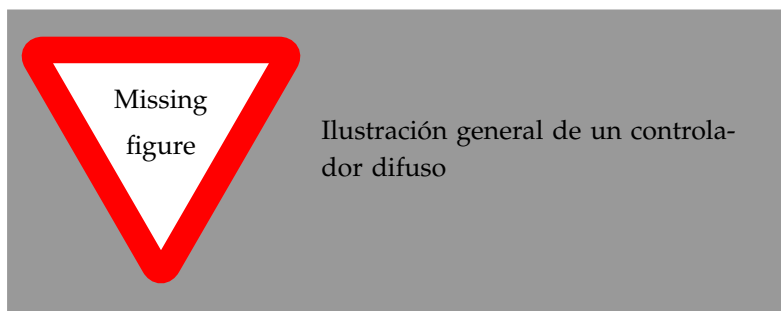 Missing
figure
Ilustración general de un controla-
dor difuso